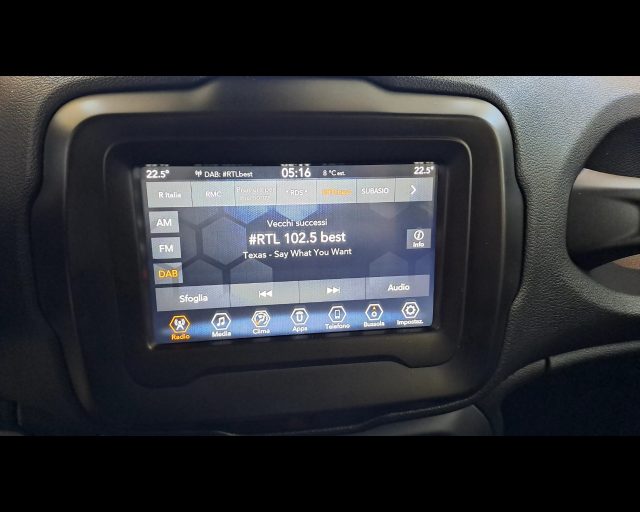 22.5° DAB: #RTLbest 05:16 8 °C est. 22.5°
R Italia RMC * RDS * SUBASIO
AM
Vecchi successi
FM #RTL 102.5 best Info
Texas - Say What You Want
DAB
Sfoglia Audio
Radio Media Clima Apps Telefono Bussola Impostaz.